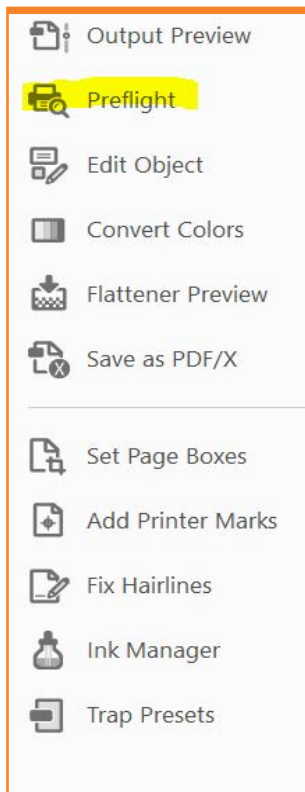 Output Preview
Preflight
Edit Object
Convert Colors
Flattener Preview
Save as PDF/X
Set Page Boxes
Add Printer Marks
Fix Hairlines
Ink Manager
Trap Presets